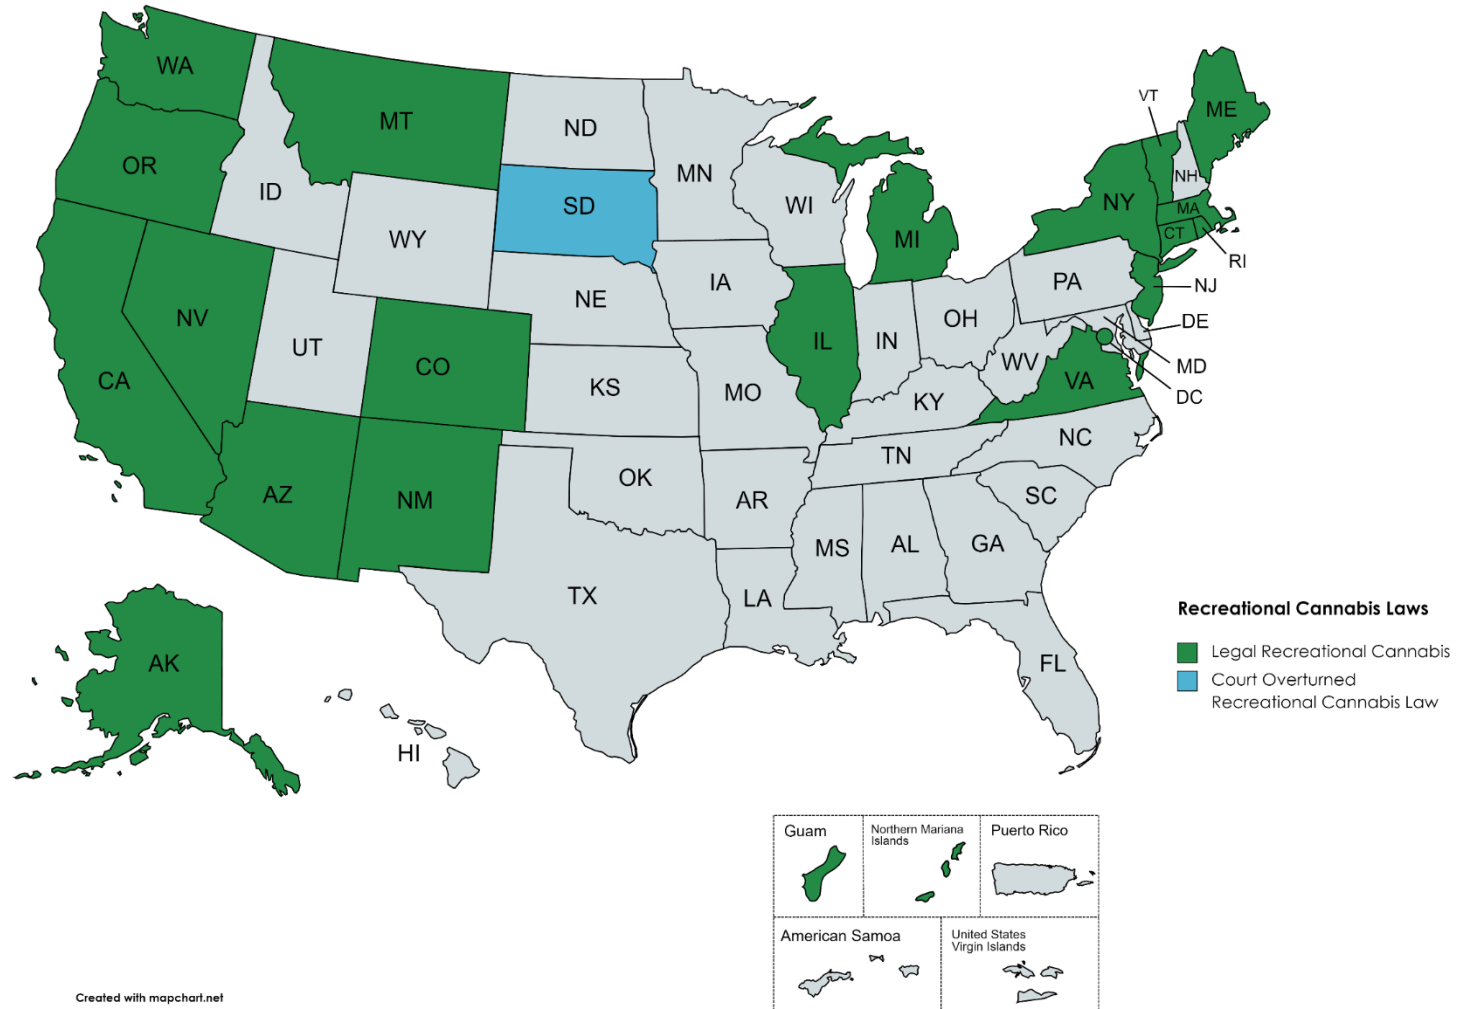 WA
MT
ND
MN
VT
ME
OR
ID
SD
WI
NH
NY
MA
MI
CT
WY
RI
IA
PA
NJ
NE
NV
OH
DE
UT
IL
IN
CO
WV
MD
CA
VA
KS
MO
KY
DC
NC
TN
OK
AZ
NM
AR
SC
MS
AL
GA
TX
LA
Recreational Cannabis Laws
Legal Recreational Cannabis
AK
FL
Court Overturned
Recreational Cannabis Law
HI
Guam
Northern Mariana
Islands
Puerto Rico
American Samoa
United States
Virgin Islands
Created with mapchart.net